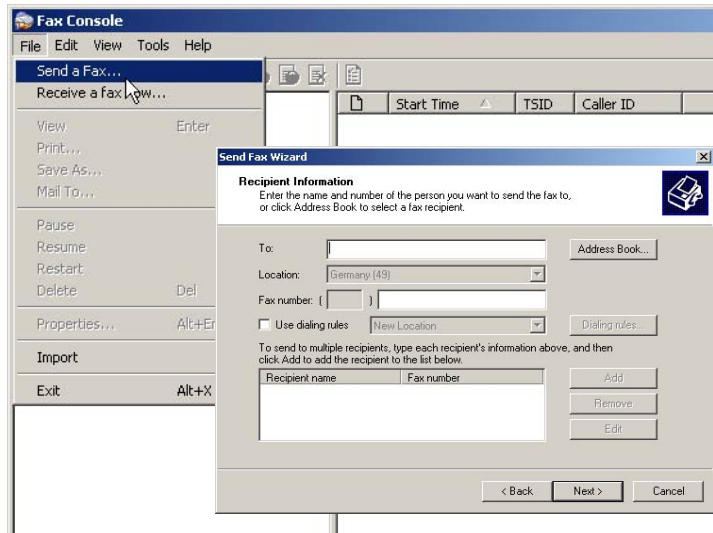 Fax Console
File Edit View Tools Help
Send a Fax...
Receive a fax now...
View Enter
Print...
Save As...
Mail To...
Pause
Resume
Restart
Delete Del
Properties...
Import
Exit Alt+X
Start Time TSID Caller ID
Send Fax Wizard
Recipient Information
Enter the name and number of the person you want to send the fax to,
or click Address Book to select a fax recipient.
To: Address Book...
Location: Germany (49)
Fax number: ( )
Use dialing rules New Location Dialing rules...
To send to multiple recipients, type each recipient's information above, and then
click Add to add the recipient to the list below.
Recipient name Fax number
Add
Remove
Edit
< Back Next > Cancel